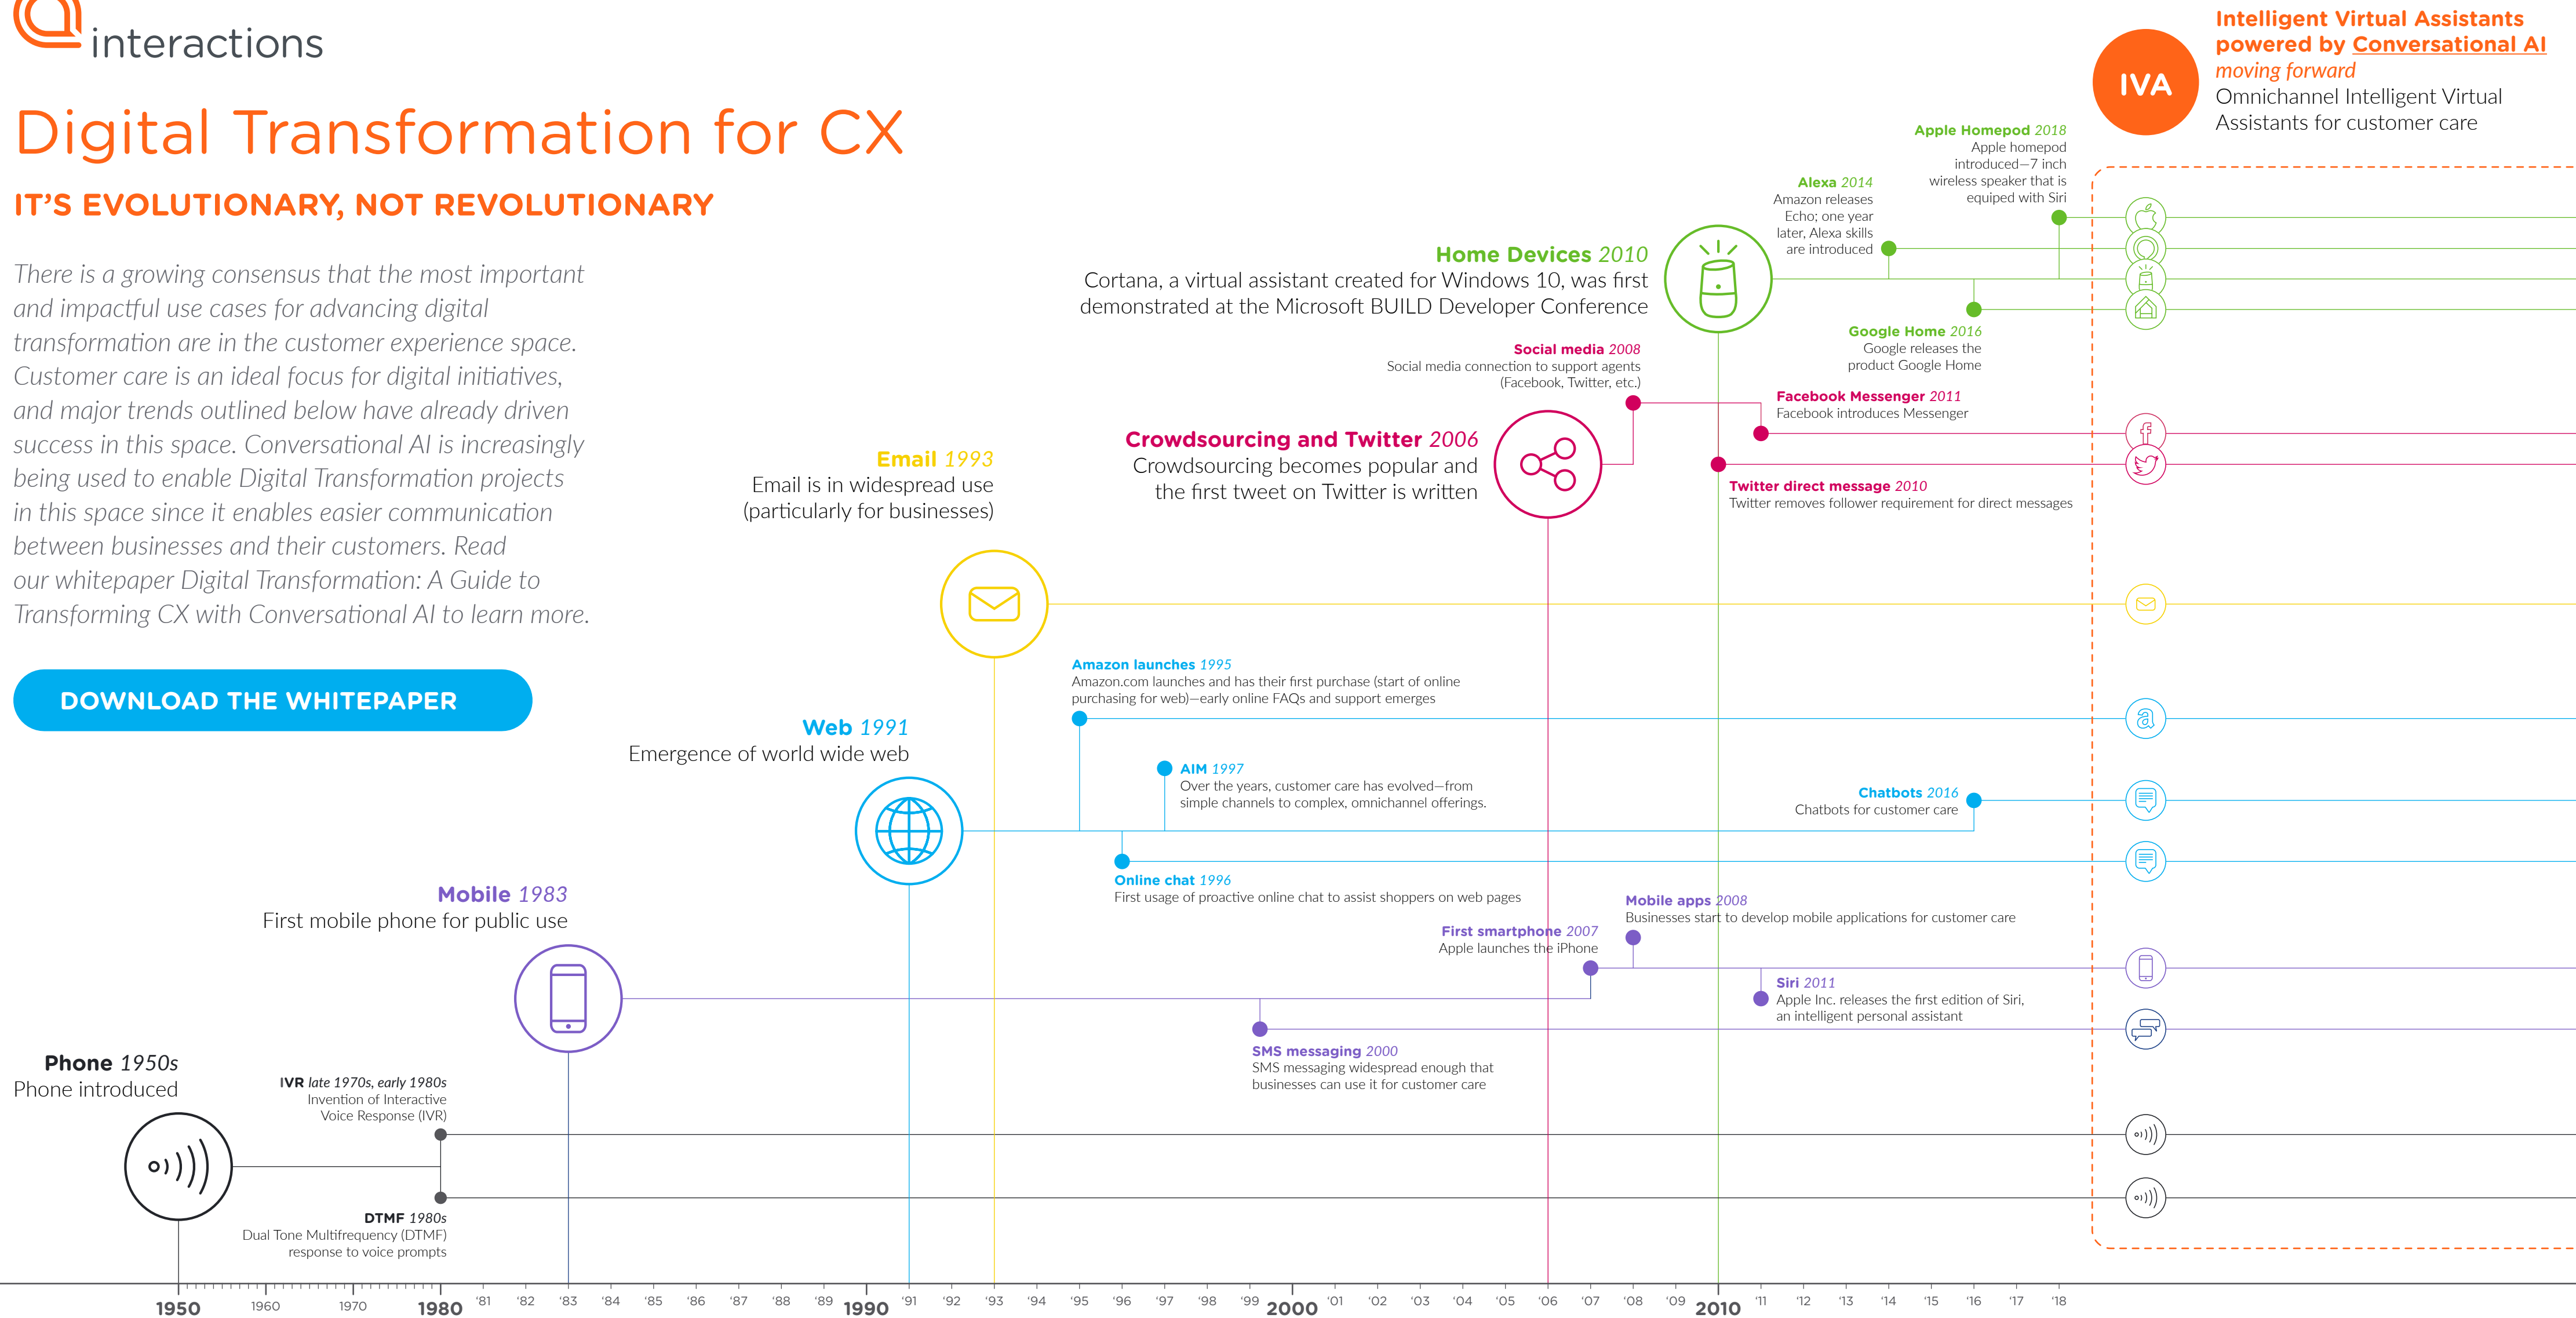 interactions
Digital Transformation for CX
IT'S EVOLUTIONARY, NOT REVOLUTIONARY
There is a growing consensus that the most important
and impactful use cases for advancing digital
transformation are in the customer experience space.
Customer care is an ideal focus for digital initiatives,
and major trends outlined below have already driven
success in this space. Conversational AI is increasingly
being used to enable Digital Transformation projects
in this space since it enables easier communication
between businesses and their customers. Read
our whitepaper Digital Transformation: A Guide to
Transforming CX with Conversational AI to learn more.
DOWNLOAD THE WHITEPAPER
IVA
Intelligent Virtual Assistants
powered by Conversational AI
moving forward
Omnichannel Intelligent Virtual
Assistants for customer care
Apple Homepod 2018
Apple homepod
introduced—7 inch
wireless speaker that is
equiped with Siri
Alexa 2014
Amazon releases
Echo; one year
later, Alexa skills
are introduced
Home Devices 2010
Cortana, a virtual assistant created for Windows 10, was first
demonstrated at the Microsoft BUILD Developer Conference
Google Home 2016
Google releases the
product Google Home
Social media 2008
Social media connection to support agents
(Facebook, Twitter, etc.)
Facebook Messenger 2011
Facebook introduces Messenger
Crowdsourcing and Twitter 2006
Crowdsourcing becomes popular and
the first tweet on Twitter is written
Twitter direct message 2010
Twitter removes follower requirement for direct messages
Email 1993
Email is in widespread use
(particularly for businesses)
Amazon launches 1995
Amazon.com launches and has their first purchase (start of online
purchasing for web)—early online FAQs and support emerges
Web 1991
Emergence of world wide web
AIM 1997
Over the years, customer care has evolved—from
simple channels to complex, omnichannel offerings.
Chatbots 2016
Chatbots for customer care
Online chat 1996
First usage of proactive online chat to assist shoppers on web pages
Mobile 1983
First mobile phone for public use
Mobile apps 2008
Businesses start to develop mobile applications for customer care
First smartphone 2007
Apple launches the iPhone
Siri 2011
Apple Inc. releases the first edition of Siri,
an intelligent personal assistant
SMS messaging 2000
SMS messaging widespread enough that
businesses can use it for customer care
Phone 1950s
Phone introduced
IVR late 1970s, early 1980s
Invention of Interactive
Voice Response (IVR)
DTMF 1980s
Dual Tone Multifrequency (DTMF)
response to voice prompts
1950 1960 1970 1980 '81 '82 '83 '84 '85 '86 '87 '88 '89 1990 '91 '92 '93 '94 '95 '96 '97 '98 '99 2000 '01 '02 '03 '04 '05 '06 '07 '08 '09 2010 '11 '12 '13 '14 '15 '16 '17 '18